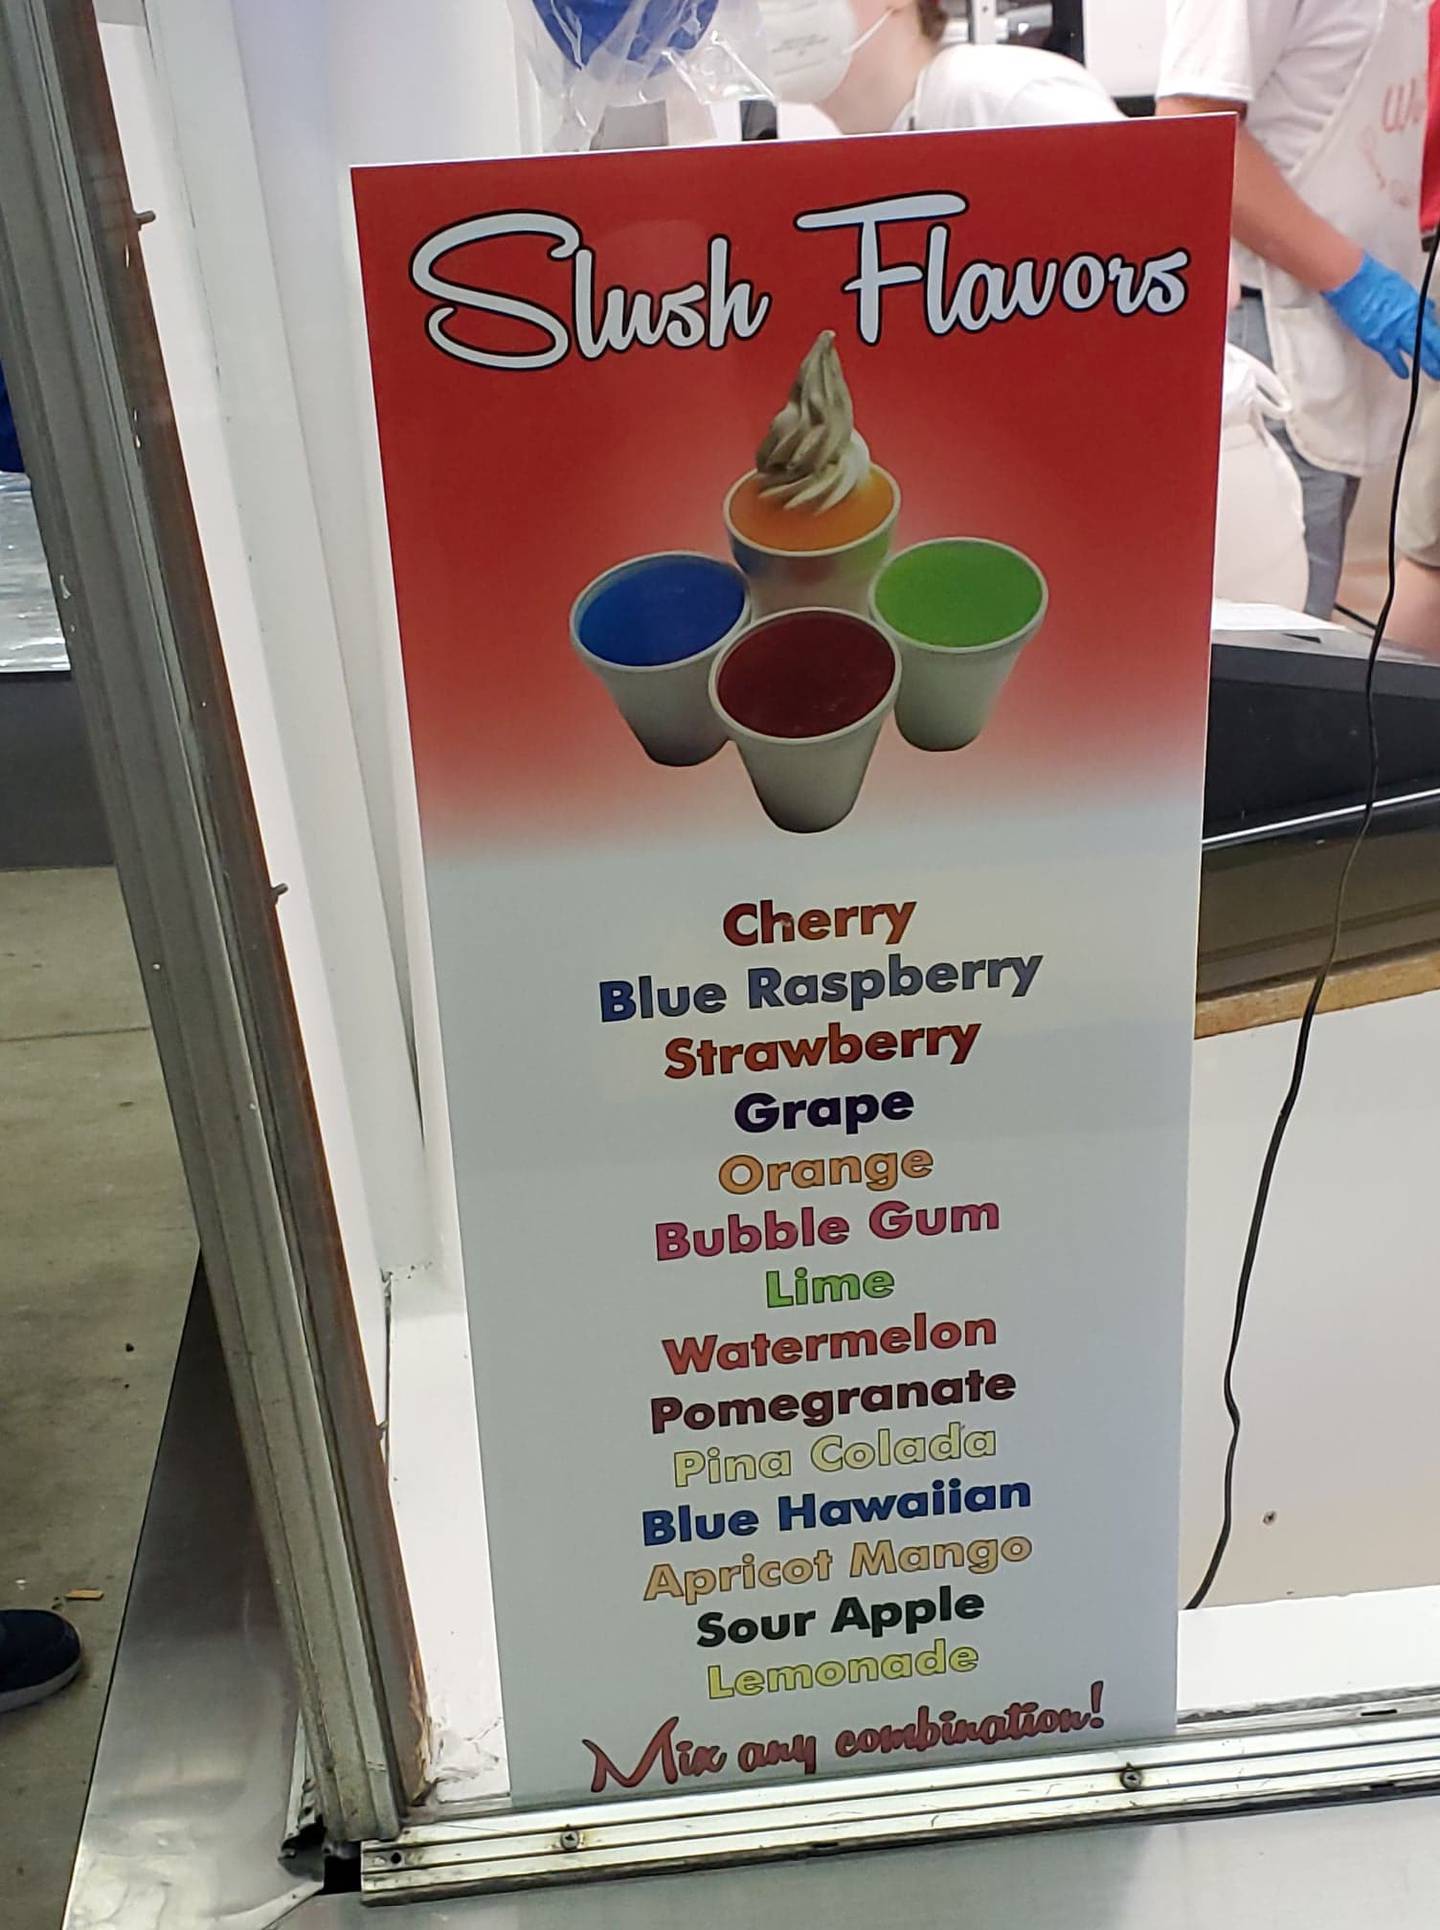 Slush Flavors
Cherry
Blue Raspberry
Strawberry
Grape
Orange
Bubble Gum
Lime
Watermelon
Pomegranate
Pina Colada
Blue Hawaiian
Apricot Mango
Sour Apple
Lemonade
Mix any combination!